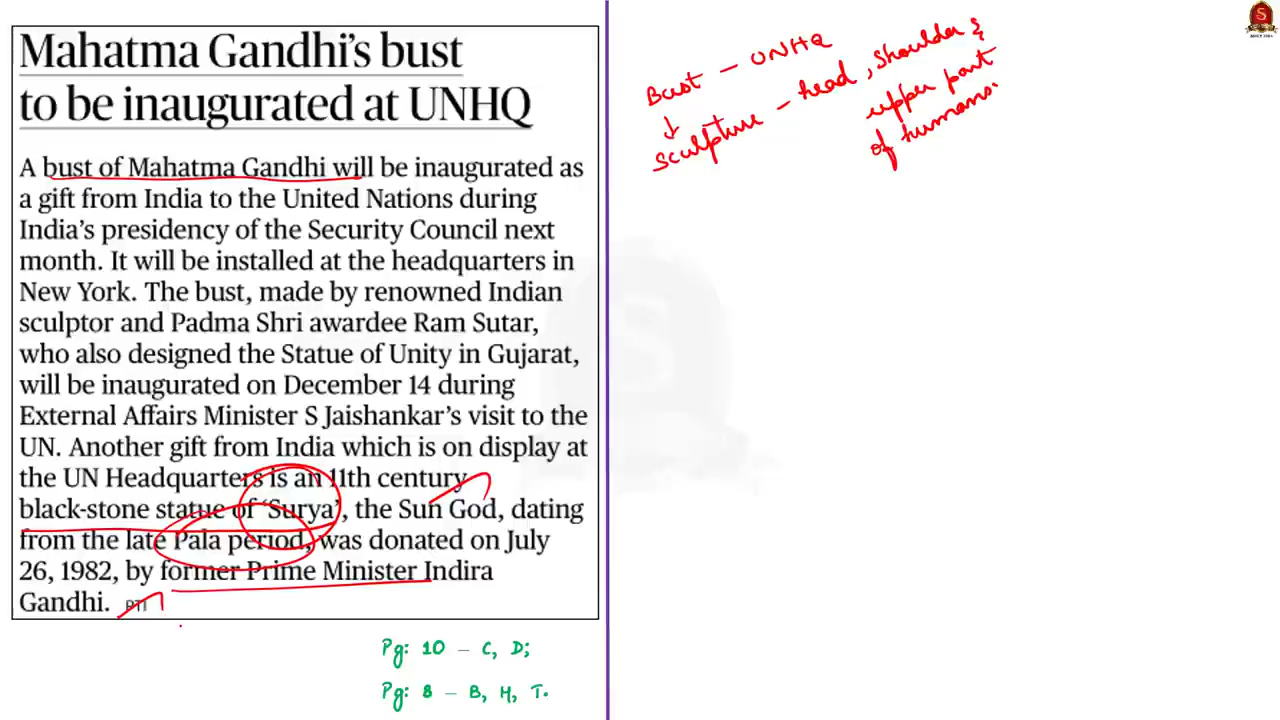 Mahatma Gandhi's bust
to be inaugurated at UNHQ
A bust of Mahatma Gandhi will be inaugurated as
a gift from India to the United Nations during
India's presidency of the Security Council next
month. It will be installed at the headquarters in
New York. The bust, made by renowned Indian
sculptor and Padma Shri awardee Ram Sutar,
who also designed the Statue of Unity in Gujarat,
will be inaugurated on December 14 during
External Affairs Minister S Jaishankar's visit to the
UN. Another gift from India which is on display at
the UN Headquarters is an 11th century
black-stone statue of 'Surya', the Sun God, dating
from the late Pala period, was donated on July
26, 1982, by former Prime Minister Indira
Gandhi. PTI
Pg: 10 – C, D;
Pg: 8 – B, H, T.
Bust – UNHQ
↓
Sculpture – head, shoulder &
upper part
of humans.
S